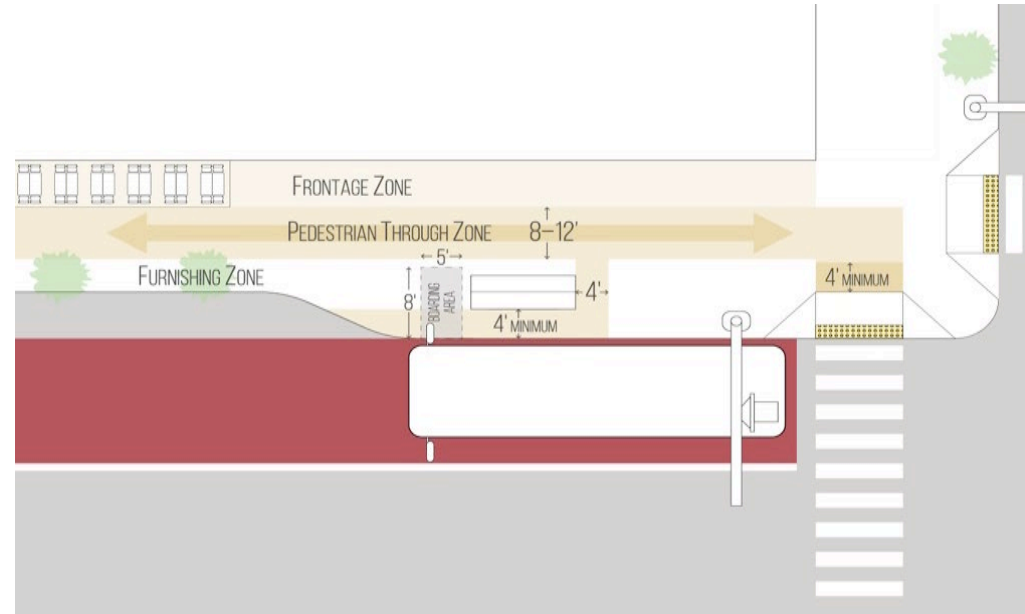 FRONTAGE ZONE
PEDESTRIAN THROUGH ZONE 8–12'
5'
FURNISHING ZONE
4' MINIMUM
8'
BOARDING
AREA
4'
4' MINIMUM